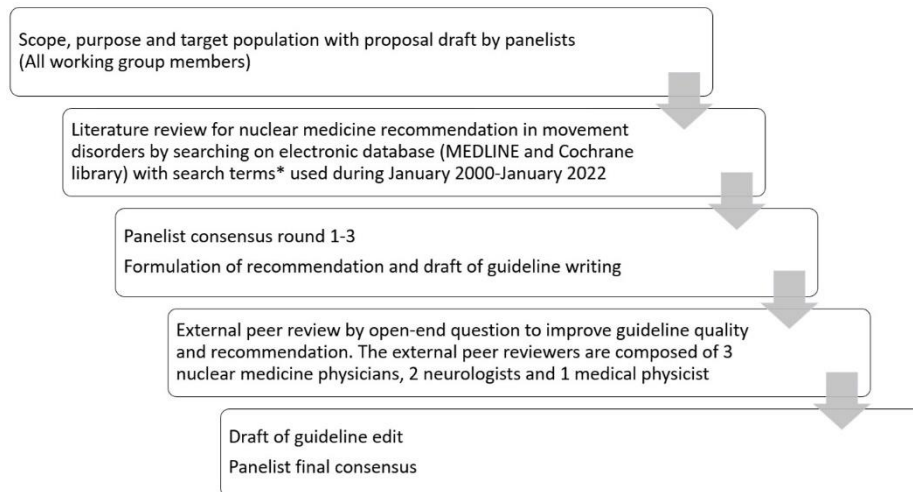 Scope, purpose and target population with proposal draft by panelists
(All working group members)
Literature review for nuclear medicine recommendation in movement
disorders by searching on electronic database (MEDLINE and Cochrane
library) with search terms* used during January 2000-January 2022
Panelist consensus round 1-3
Formulation of recommendation and draft of guideline writing
External peer review by open-end question to improve guideline quality
and recommendation. The external peer reviewers are composed of 3
nuclear medicine physicians, 2 neurologists and 1 medical physicist
Draft of guideline edit
Panelist final consensus